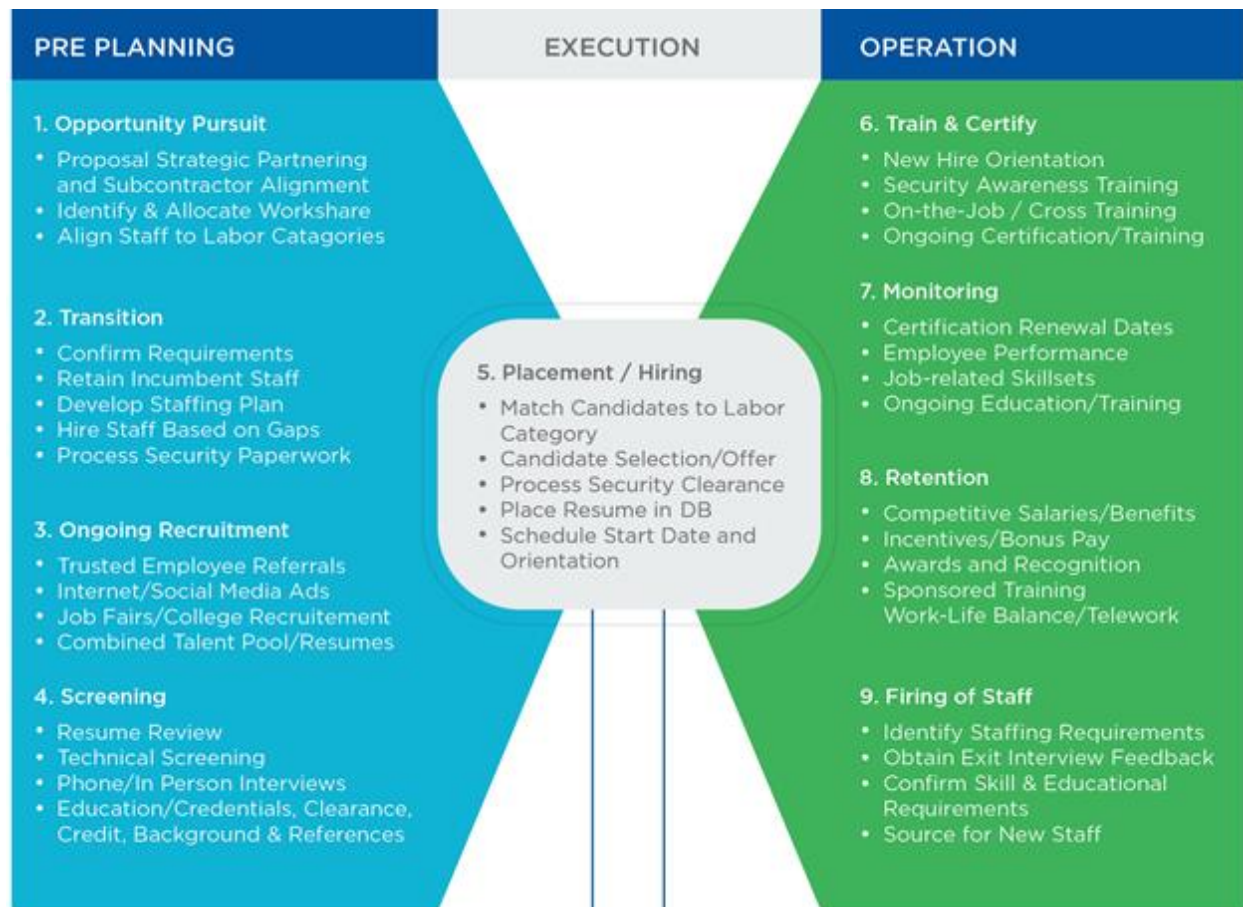 PRE PLANNING
EXECUTION
OPERATION
1. Opportunity Pursuit
• Proposal Strategic Partnering
and Subcontractor Alignment
• Identify & Allocate Workshare
• Align Staff to Labor Catagories
2. Transition
• Confirm Requirements
• Retain Incumbent Staff
• Develop Staffing Plan
• Hire Staff Based on Gaps
• Process Security Paperwork
3. Ongoing Recruitment
• Trusted Employee Referrals
• Internet/Social Media Ads
• Job Fairs/College Recruitement
• Combined Talent Pool/Resumes
4. Screening
• Resume Review
• Technical Screening
• Phone/In Person Interviews
• Education/Credentials, Clearance,
Credit, Background & References
5. Placement / Hiring
• Match Candidates to Labor
Category
• Candidate Selection/Offer
• Process Security Clearance
• Place Resume in DB
• Schedule Start Date and
Orientation
6. Train & Certify
• New Hire Orientation
• Security Awareness Training
• On-the-Job / Cross Training
• Ongoing Certification/Training
7. Monitoring
• Certification Renewal Dates
• Employee Performance
• Job-related Skillsets
• Ongoing Education/Training
8. Retention
• Competitive Salaries/Benefits
• Incentives/Bonus Pay
• Awards and Recognition
• Sponsored Training
Work-Life Balance/Telework
9. Firing of Staff
• Identify Staffing Requirements
• Obtain Exit Interview Feedback
• Confirm Skill & Educational
Requirements
• Source for New Staff